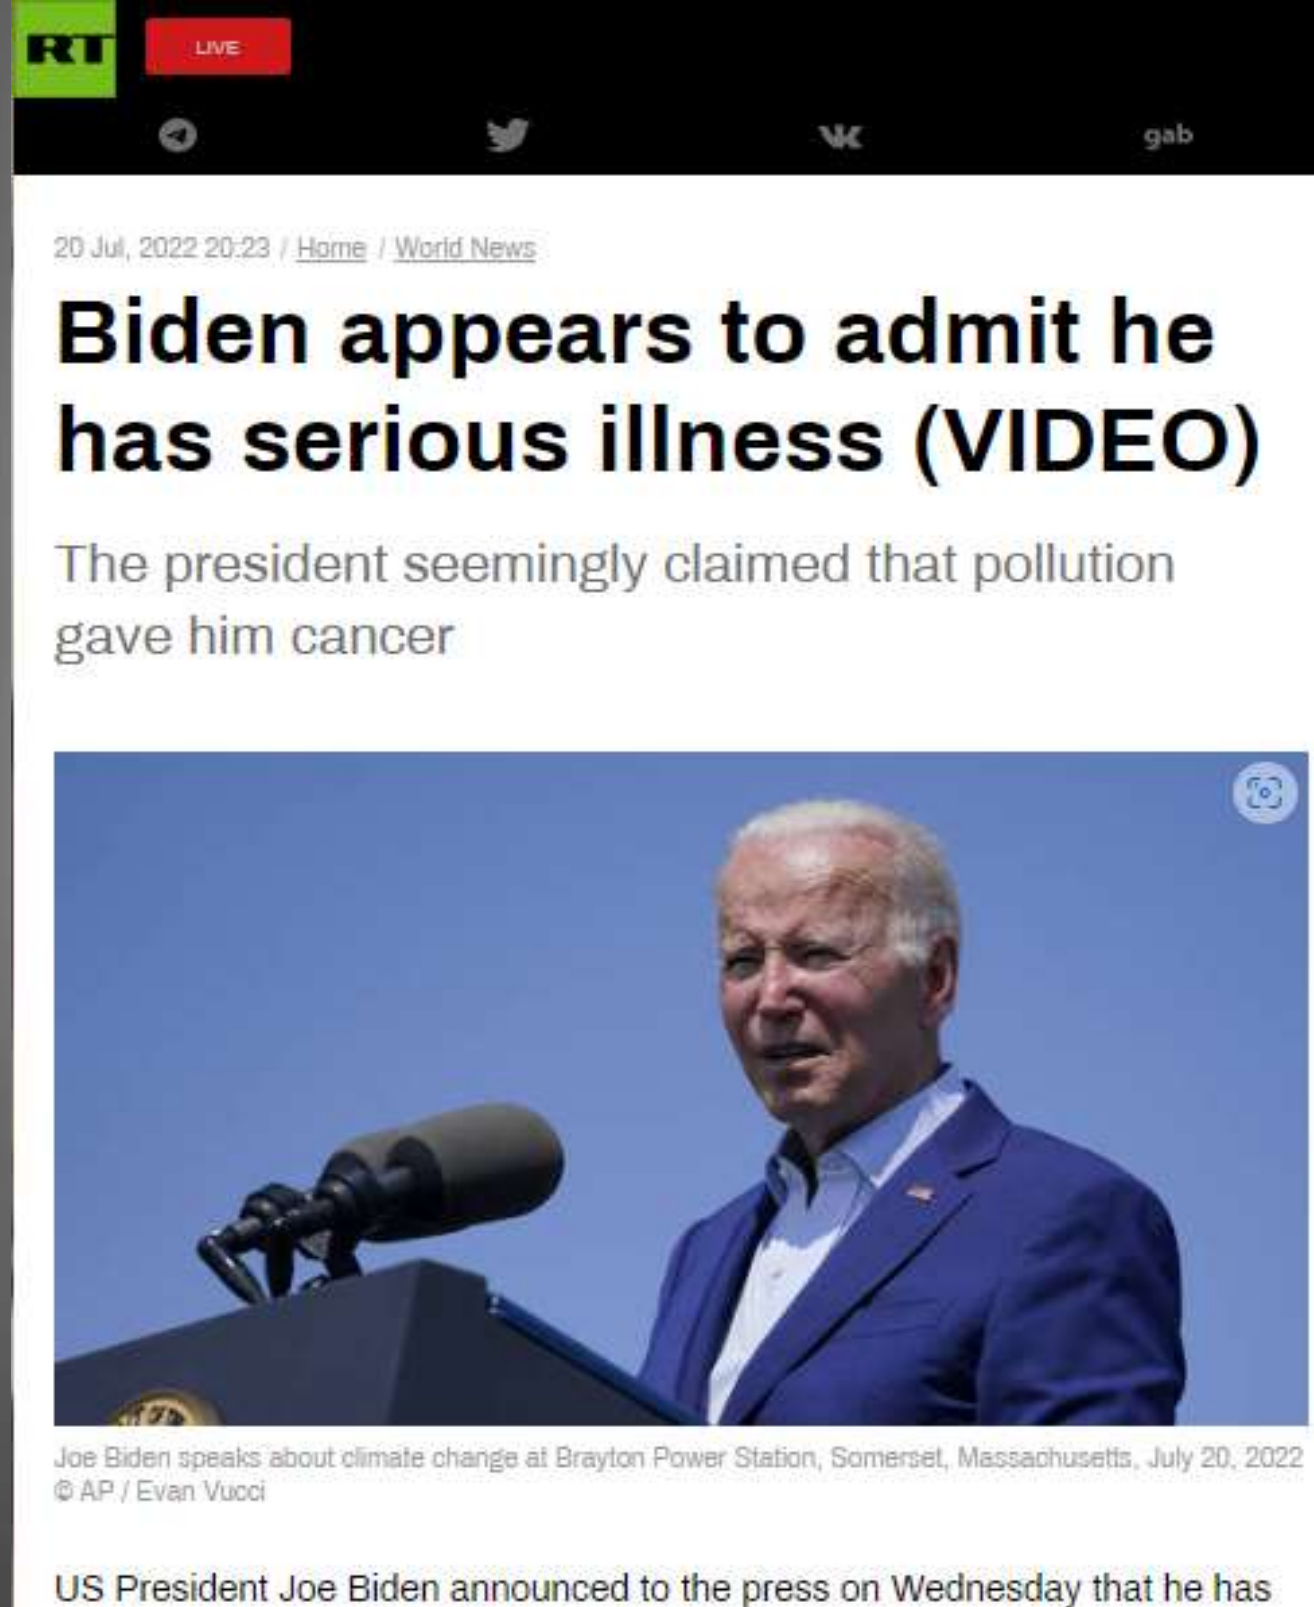 RT
LIVE
gab
20 Jul, 2022 20:23 / Home / World News
Biden appears to admit he
has serious illness (VIDEO)
The president seemingly claimed that pollution
gave him cancer
Joe Biden speaks about climate change at Brayton Power Station, Somerset, Massachusetts, July 20, 2022
© AP / Evan Vucci
US President Joe Biden announced to the press on Wednesday that he has